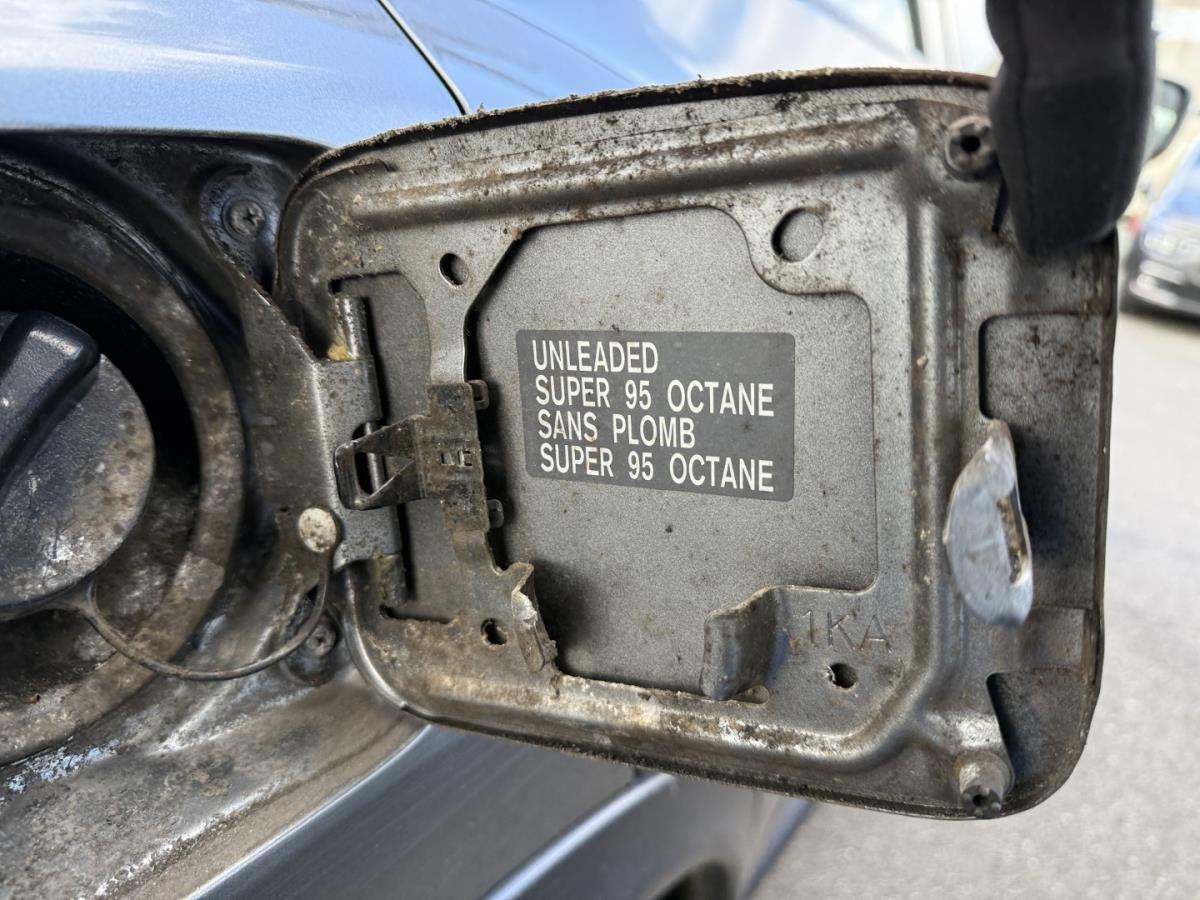 UNLEADED
SUPER 95 OCTANE
SANS PLOMB
SUPER 95 OCTANE
1KA